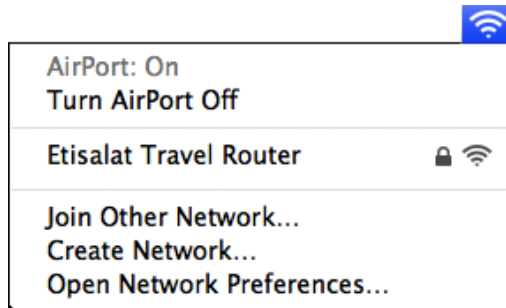 AirPort: On
Turn AirPort Off
Etisalat Travel Router
Join Other Network...
Create Network...
Open Network Preferences...